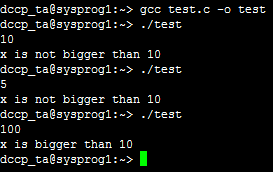 dccp_ta@sysprog1:~> gcc test.c -o test
dccp_ta@sysprog1:~> ./test
10
x is not bigger than 10
dccp_ta@sysprog1:~> ./test
5
x is not bigger than 10
dccp_ta@sysprog1:~> ./test
100
x is bigger than 10
dccp_ta@sysprog1:~>